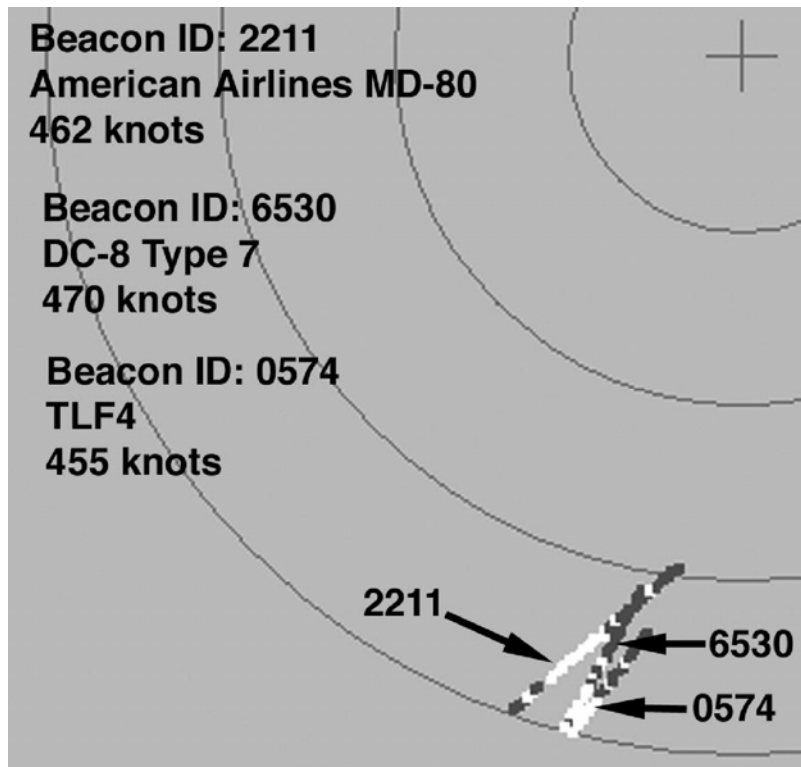 Beacon ID: 2211
American Airlines MD-80
462 knots
Beacon ID: 6530
DC-8 Type 7
470 knots
Beacon ID: 0574
TLF4
455 knots
2211
6530
0574